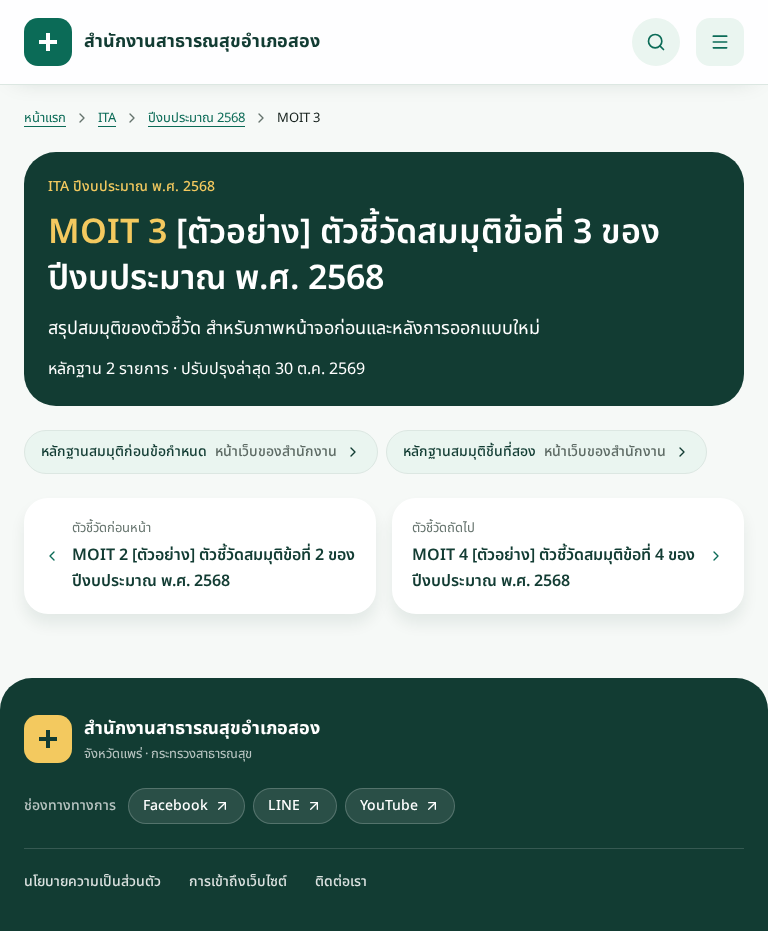 สำนักงานสาธารณสุขอำเภอสอง
หน้าแรก
ITA
ปีงบประมาณ 2568
MOIT 3
ITA ปีงบประมาณ พ.ศ. 2568
MOIT 3 [ตัวอย่าง] ตัวชี้วัดสมมุติข้อที่ 3 ของ
ปีงบประมาณ พ.ศ. 2568
สรุปสมมุติของตัวชี้วัด สำหรับภาพหน้าจอก่อนและหลังการออกแบบใหม่
หลักฐาน 2 รายการ · ปรับปรุงล่าสุด 30 ต.ค. 2569
หลักฐานสมมุติก่อนข้อกำหนด หน้าเว็บของสำนักงาน
หลักฐานสมมุติชิ้นที่สอง หน้าเว็บของสำนักงาน
ตัวชี้วัดก่อนหน้า
MOIT 2 [ตัวอย่าง] ตัวชี้วัดสมมุติข้อที่ 2 ของ
ปีงบประมาณ พ.ศ. 2568
ตัวชี้วัดถัดไป
MOIT 4 [ตัวอย่าง] ตัวชี้วัดสมมุติข้อที่ 4 ของ
ปีงบประมาณ พ.ศ. 2568
สำนักงานสาธารณสุขอำเภอสอง
จังหวัดแพร่ · กระทรวงสาธารณสุข
ช่องทางทางการ
Facebook
LINE
YouTube
นโยบายความเป็นส่วนตัว
การเข้าถึงเว็บไซต์
ติดต่อเรา